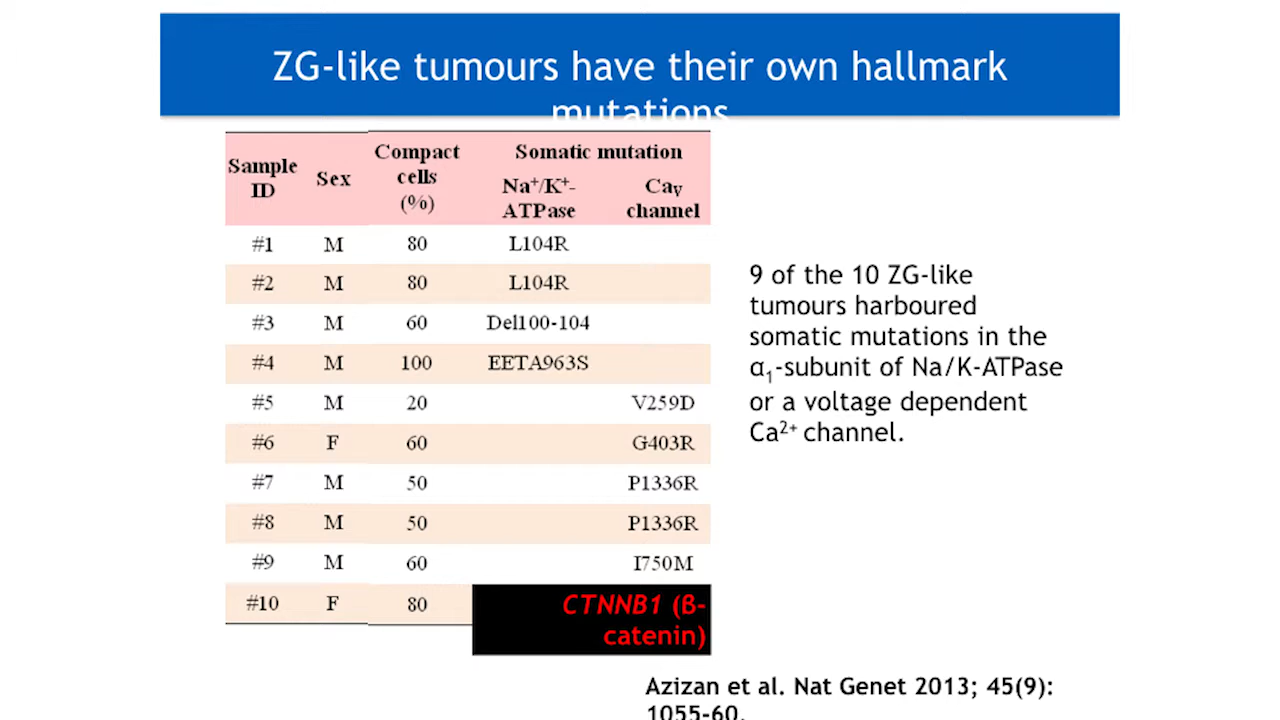 ZG-like tumours have their own hallmark
mutations
Sample ID Sex Compact cells (%) Somatic mutation
Na⁺/K⁺-ATPase Caᵥ channel
#1 M 80 L104R
#2 M 80 L104R
#3 M 60 Del100-104
#4 M 100 EETA963S
#5 M 20 V259D
#6 F 60 G403R
#7 M 50 P1336R
#8 M 50 P1336R
#9 M 60 I750M
#10 F 80 CTNNB1 (ß-
catenin)
9 of the 10 ZG-like
tumours harboured
somatic mutations in the
α₁-subunit of Na/K-ATPase
or a voltage dependent
Ca²⁺ channel.
Azizan et al. Nat Genet 2013; 45(9):
1055-60.